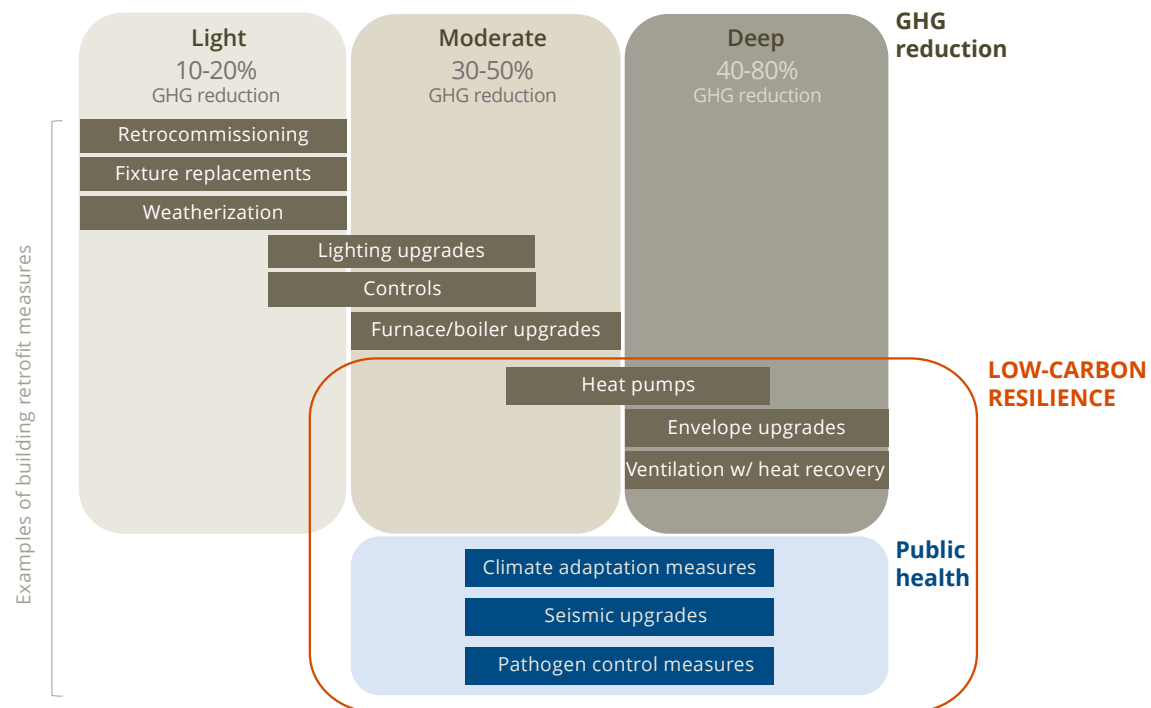 Light
10-20%
GHG reduction
Moderate
30-50%
GHG reduction
Deep
40-80%
GHG reduction
GHG
reduction
Examples of building retrofit measures
Retrocommissioning
Fixture replacements
Weatherization
Lighting upgrades
Controls
Furnace/boiler upgrades
Heat pumps
Envelope upgrades
Ventilation w/ heat recovery
LOW-CARBON
RESILIENCE
Public
health
Climate adaptation measures
Seismic upgrades
Pathogen control measures